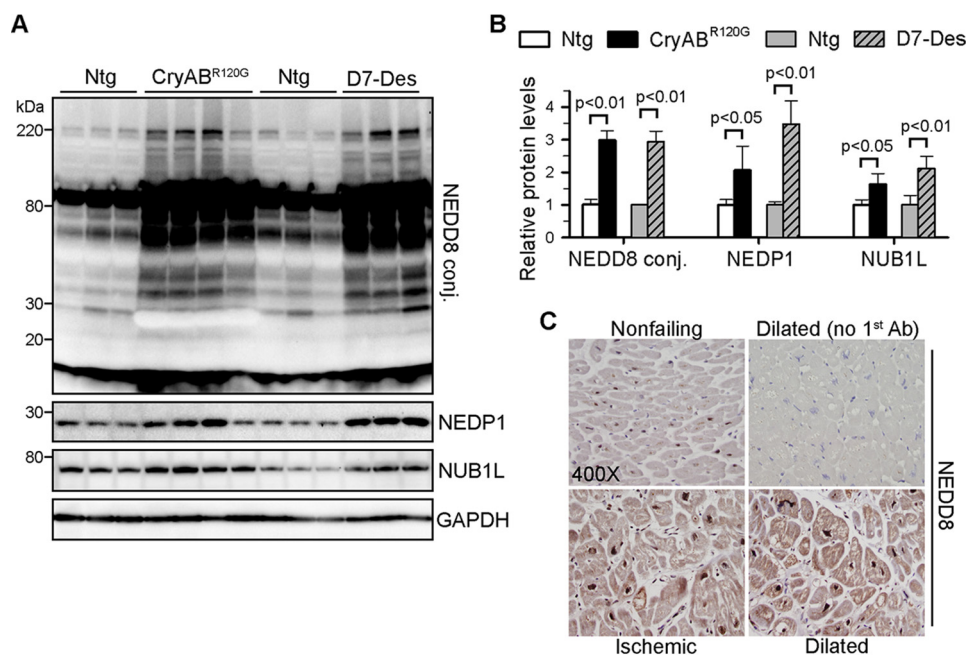 A
Ntg CryAB^R120G Ntg D7-Des
kDa
220
80
30
20
NEDD8 conj.
30
NEDP1
80
NUB1L
GAPDH
B
Ntg CryAB^R120G Ntg D7-Des
Relative protein levels
4
3
2
1
0
p<0.01
p<0.01
p<0.05
p<0.01
p<0.05
p<0.01
NEDD8 conj. NEDP1 NUB1L
C
Nonfailing Dilated (no 1st Ab)
400X
NEDD8
Ischemic Dilated